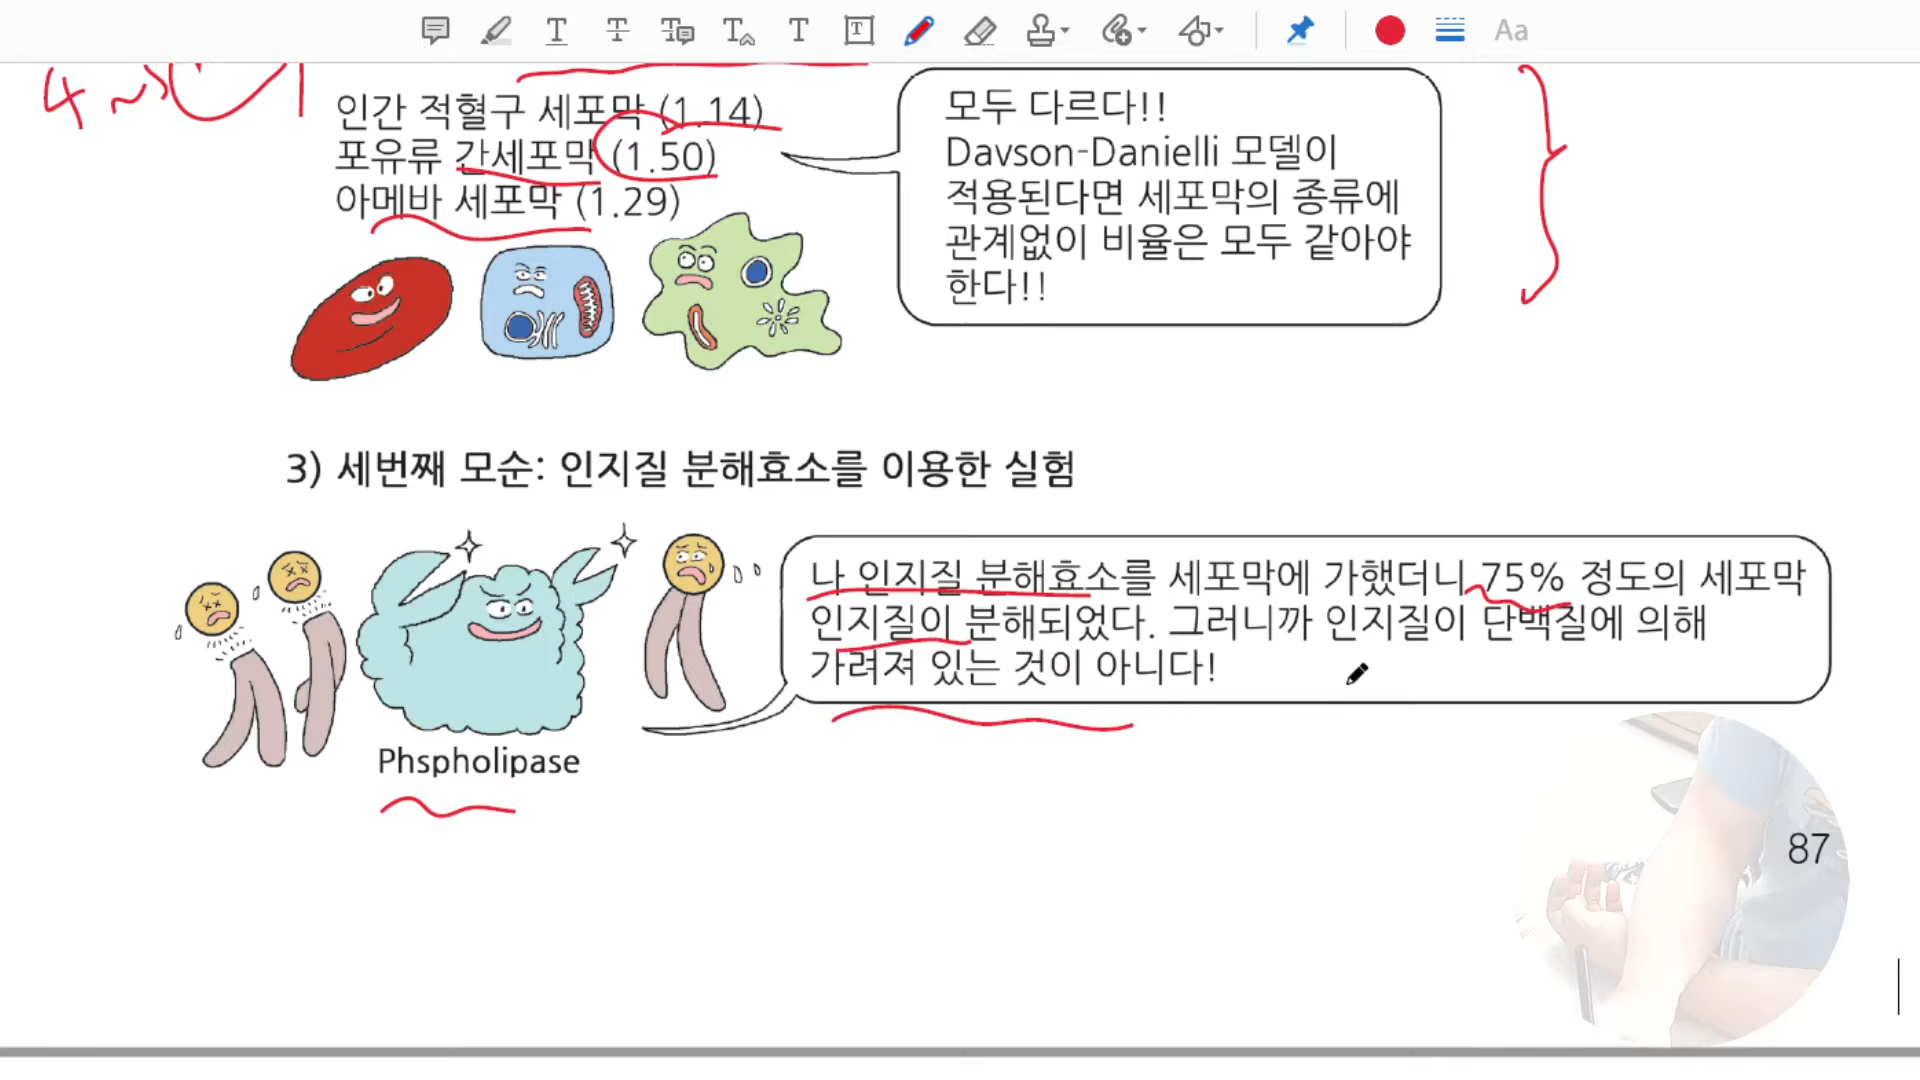 인간 적혈구 세포막 (1.14)
포유류 간세포막 (1.50)
아메바 세포막 (1.29)
모두 다르다!!
Davson-Danielli 모델이
적용된다면 세포막의 종류에
관계없이 비율은 모두 같아야
한다!!
3) 세번째 모순: 인지질 분해효소를 이용한 실험
나 인지질 분해효소를 세포막에 가했더니 75% 정도의 세포막
인지질이 분해되었다. 그러니까 인지질이 단백질에 의해
가려져 있는 것이 아니다!
Phspholipase
87